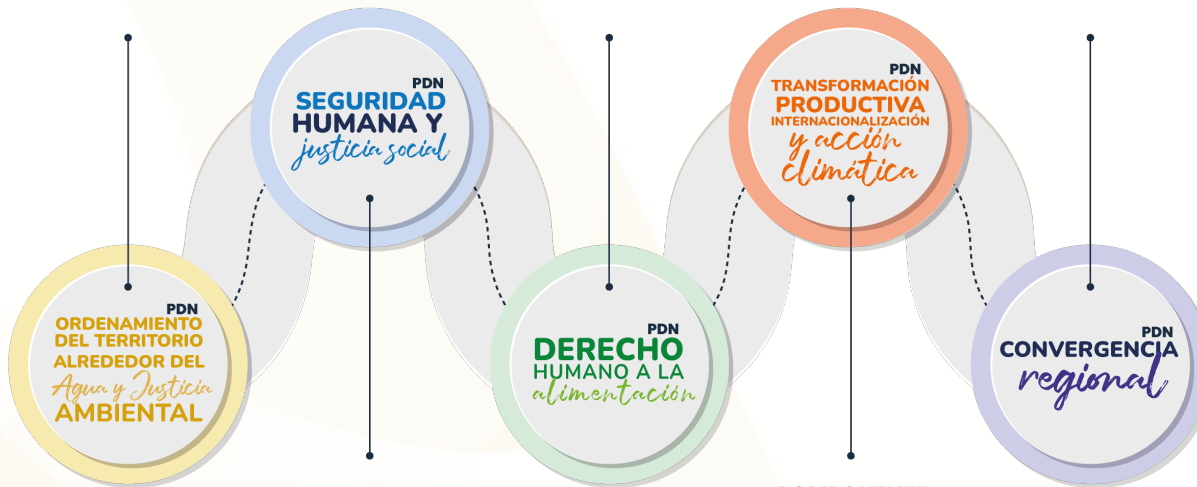 PDN
ORDENAMIENTO
DEL TERRITORIO
ALREDEDOR DEL
Agua y Justicia
AMBIENTAL
PDN
SEGURIDAD
HUMANA Y
justicia social
PDN
DERECHO
HUMANO A LA
alimentación
PDN
TRANSFORMACIÓN
PRODUCTIVA
INTERNACIONALIZACIÓN
y acción
climática
PDN
CONVERGENCIA
regional